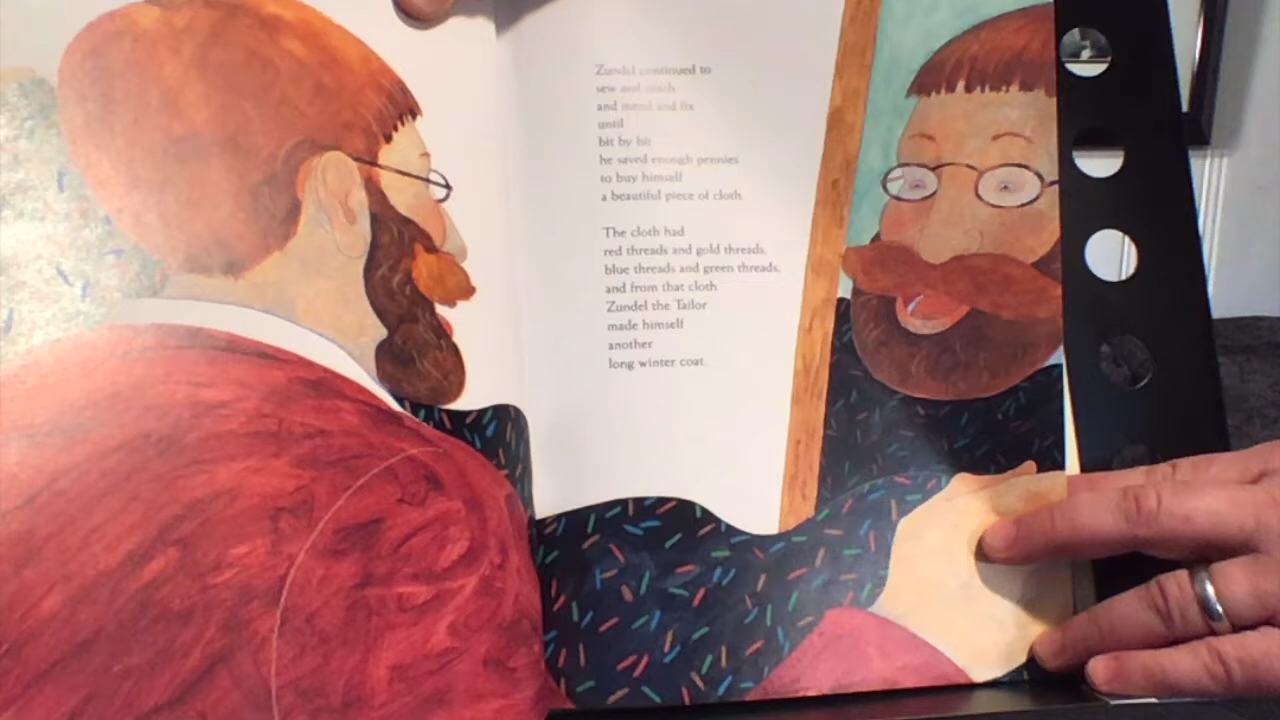 Zundel continued to
sew and stitch
and mend and fix
until
bit by bit
he saved enough pennies
to buy himself
a beautiful piece of cloth.
The cloth had
red threads and gold threads,
blue threads and green threads,
and from that cloth
Zundel the Tailor
made himself
another
long winter coat.